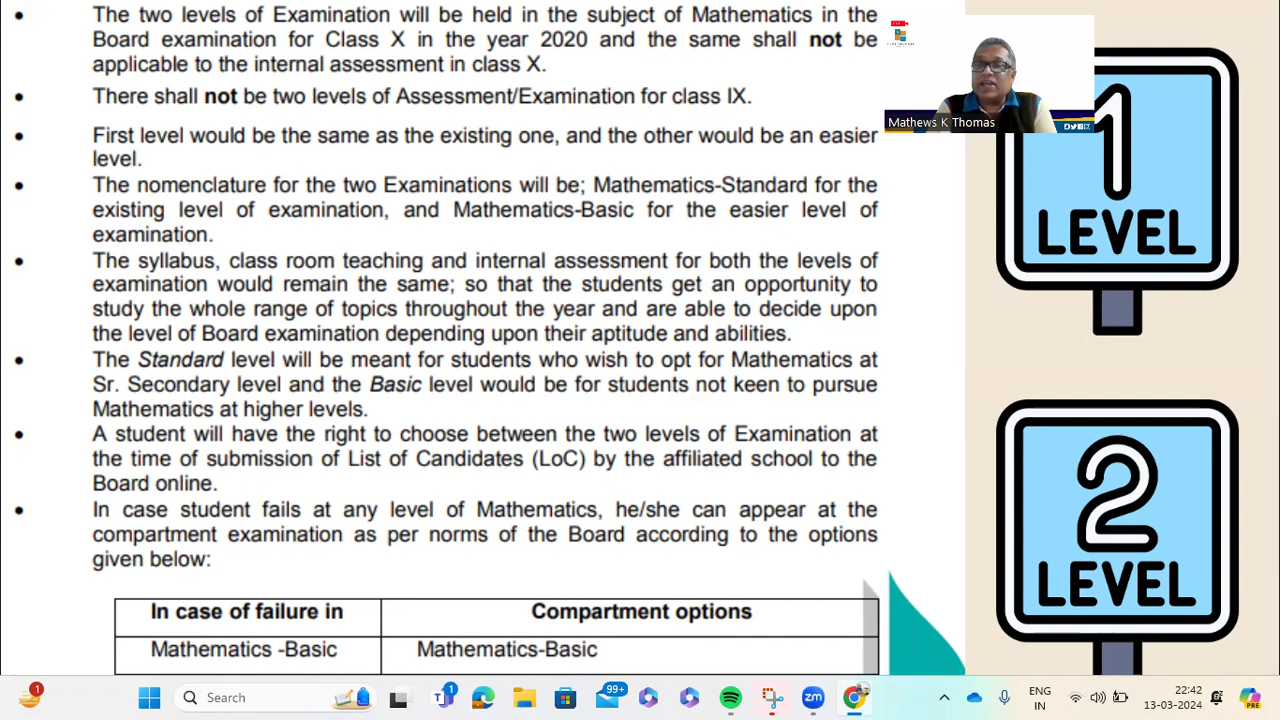 The two levels of Examination will be held in the subject of Mathematics in the
Board examination for Class X in the year 2020 and the same shall not be
applicable to the internal assessment in class X.
• There shall not be two levels of Assessment/Examination for class IX.
• First level would be the same as the existing one, and the other would be an easier
level.
• The nomenclature for the two Examinations will be; Mathematics-Standard for the
existing level of examination, and Mathematics-Basic for the easier level of
examination.
• The syllabus, class room teaching and internal assessment for both the levels of
examination would remain the same; so that the students get an opportunity to
study the whole range of topics throughout the year and are able to decide upon
the level of Board examination depending upon their aptitude and abilities.
• The Standard level will be meant for students who wish to opt for Mathematics at
Sr. Secondary level and the Basic level would be for students not keen to pursue
Mathematics at higher levels.
• A student will have the right to choose between the two levels of Examination at
the time of submission of List of Candidates (LoC) by the affiliated school to the
Board online.
• In case student fails at any level of Mathematics, he/she can appear at the
compartment examination as per norms of the Board according to the options
given below:
In case of failure in Compartment options
Mathematics -Basic Mathematics-Basic
Mathews K Thomas
1
LEVEL
2
LEVEL
1
Search
1
99+
ENG
IN
22:42
13-03-2024
PRE